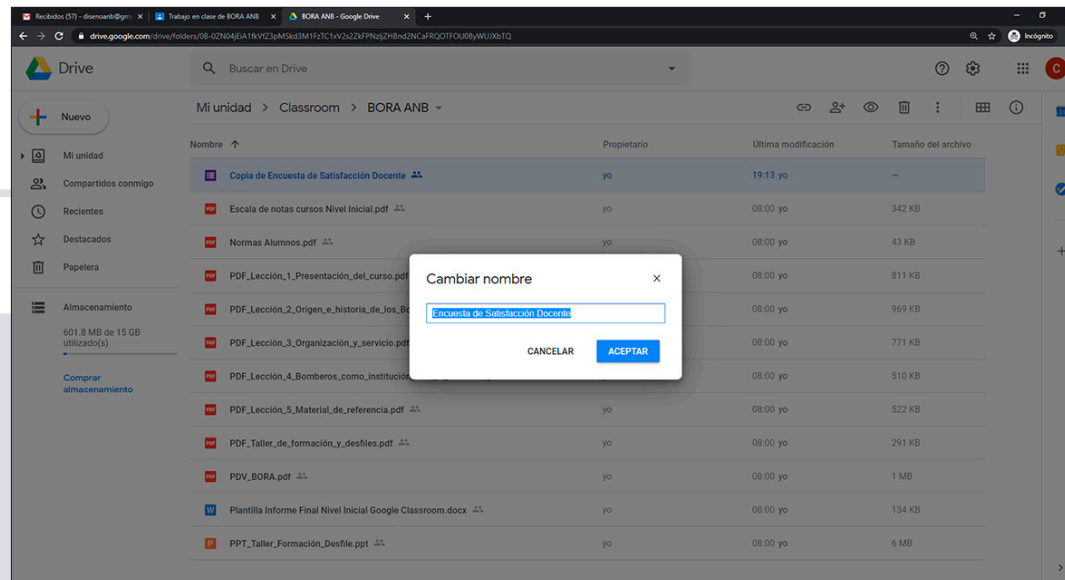 Recibidos (57) - disenoanb@gm
Trabajo en clase de BORA ANB
BORA ANB - Google Drive
drive.google.com/drive/folders/
Incógnito
Drive
Buscar en Drive
C
Nuevo
Mi unidad > Classroom > BORA ANB
Nombre
Propietario
Última modificación
Tamaño del archivo
Mi unidad
Compartidos conmigo
Recientes
Destacados
Papelera
Almacenamiento
601.8 MB de 15 GB
utilizado(s)
Comprar
almacenamiento
Copia de Encuesta de Satisfacción Docente yo 19:13 yo —
Escala de notas cursos Nivel Inicial.pdf yo 08:00 yo 342 KB
Normas Alumnos.pdf yo 08:00 yo 43 KB
PDF_Lección_1_Presentación_del_curso.pdf 08:00 yo 811 KB
PDF_Lección_2_Origen_e_historia_de_los_Bo 08:00 yo 969 KB
PDF_Lección_3_Organización_y_servicio.pdf 08:00 yo 771 KB
PDF_Lección_4_Bomberos_como_institución 08:00 yo 510 KB
PDF_Lección_5_Material_de_referencia.pdf yo 08:00 yo 522 KB
PDF_Taller_de_formación_y_desfiles.pdf yo 08:00 yo 291 KB
PDV_BORA.pdf yo 08:00 yo 1 MB
Plantilla Informe Final Nivel Inicial Google Classroom.docx yo 08:00 yo 134 KB
PPT_Taller_Formación_Desfile.ppt yo 08:00 yo 6 MB
Cambiar nombre
Encuesta de Satisfacción Docente
CANCELAR
ACEPTAR